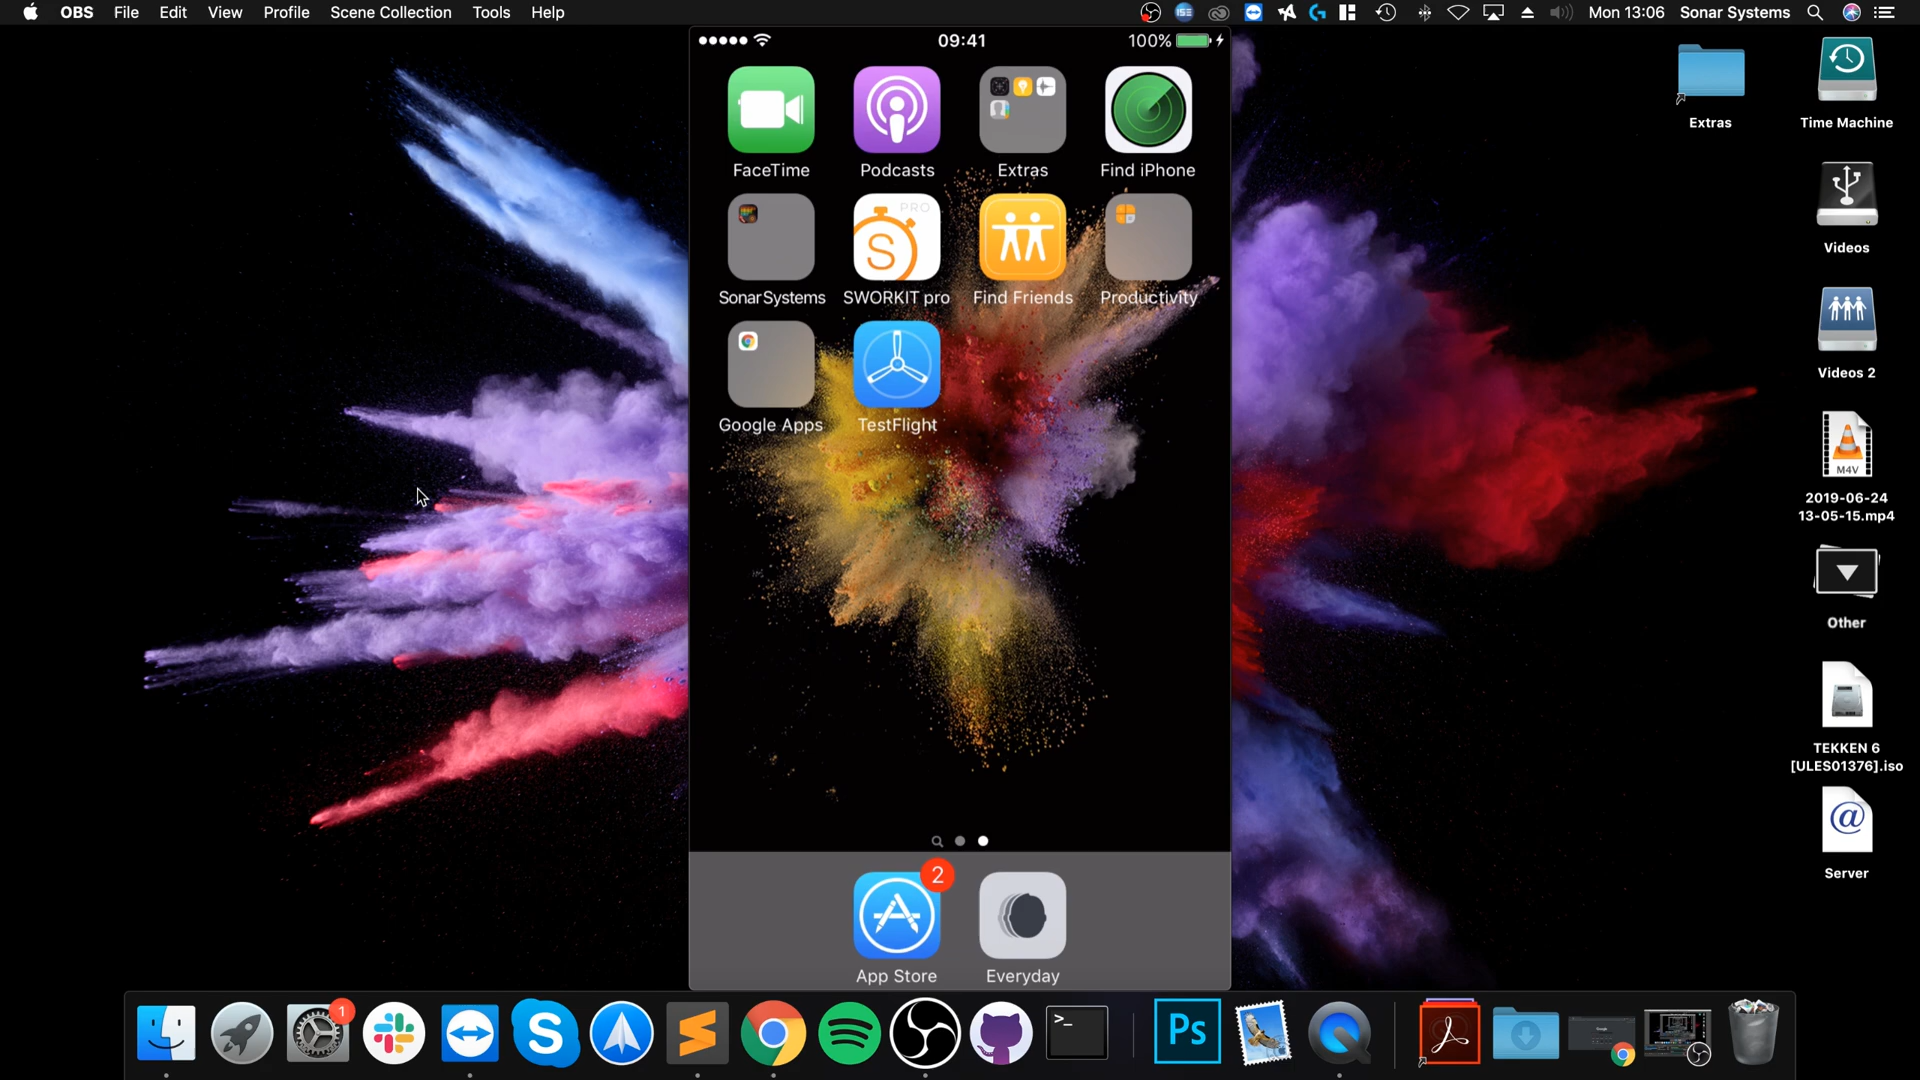 OBS File Edit View Profile Scene Collection Tools Help Mon 13:06 Sonar Systems
09:41 100%
FaceTime Podcasts Extras Find iPhone
PRO
S
SonarSystems SWORKIT pro Find Friends Productivity
Google Apps TestFlight
2
App Store Everyday
Extras
Time Machine
Videos
Videos 2
M4V
2019-06-24
13-05-15.mp4
Other
TEKKEN 6
[ULES01376].iso
@
Server
1
S
>_
Ps